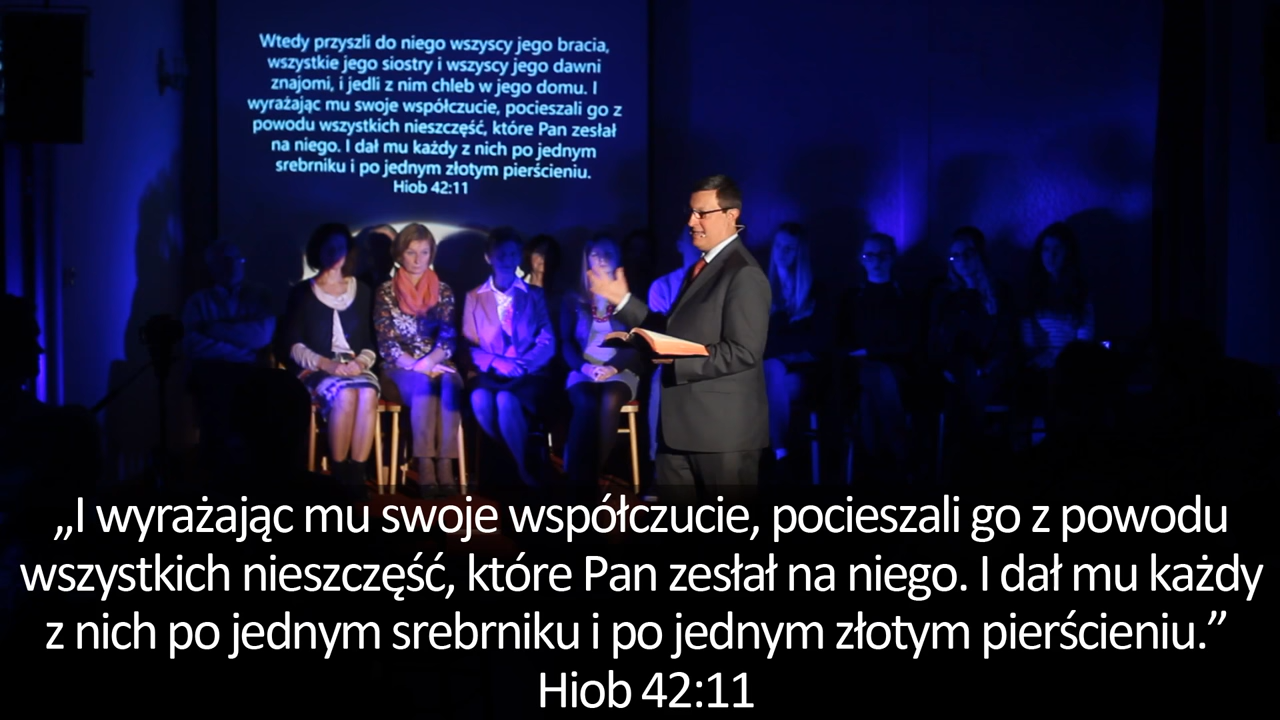 Wtedy przyszli do niego wszyscy jego bracia,
wszystkie jego siostry i wszyscy jego dawni
znajomi, i jedli z nim chleb w jego domu. I
wyrażając mu swoje współczucie, pocieszali go z
powodu wszystkich nieszczęść, które Pan zesłał
na niego. I dał mu każdy z nich po jednym
srebrniku i po jednym złotym pierścieniu.
Hiob 42:11
„I wyrażając mu swoje współczucie, pocieszali go z powodu
wszystkich nieszczęść, które Pan zesłał na niego. I dał mu każdy
z nich po jednym srebrniku i po jednym złotym pierścieniu.”
Hiob 42:11